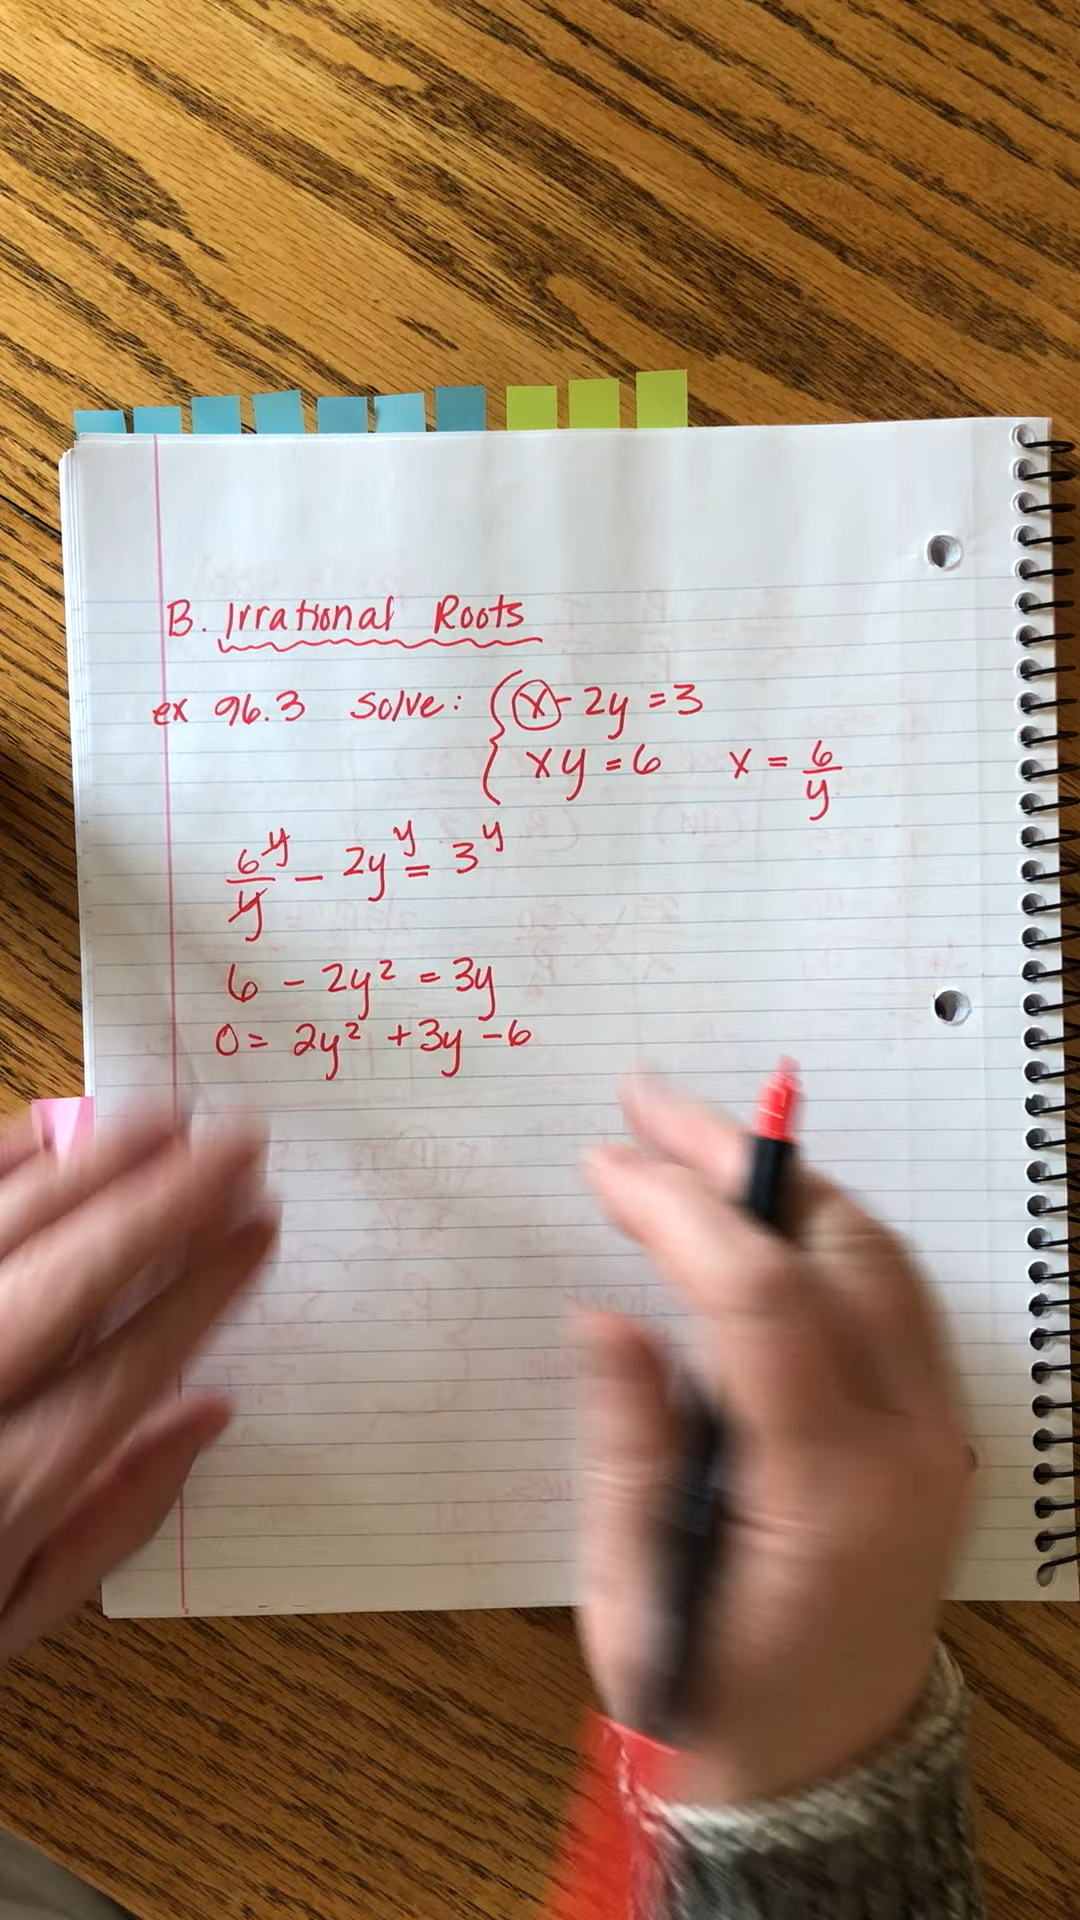 B. Irrational Roots
ex 96.3 solve: { x - 2y = 3
xy = 6 x = 6/y
6y/y - 2y y = 3 y
6 - 2y² = 3y
0 = 2y² + 3y - 6